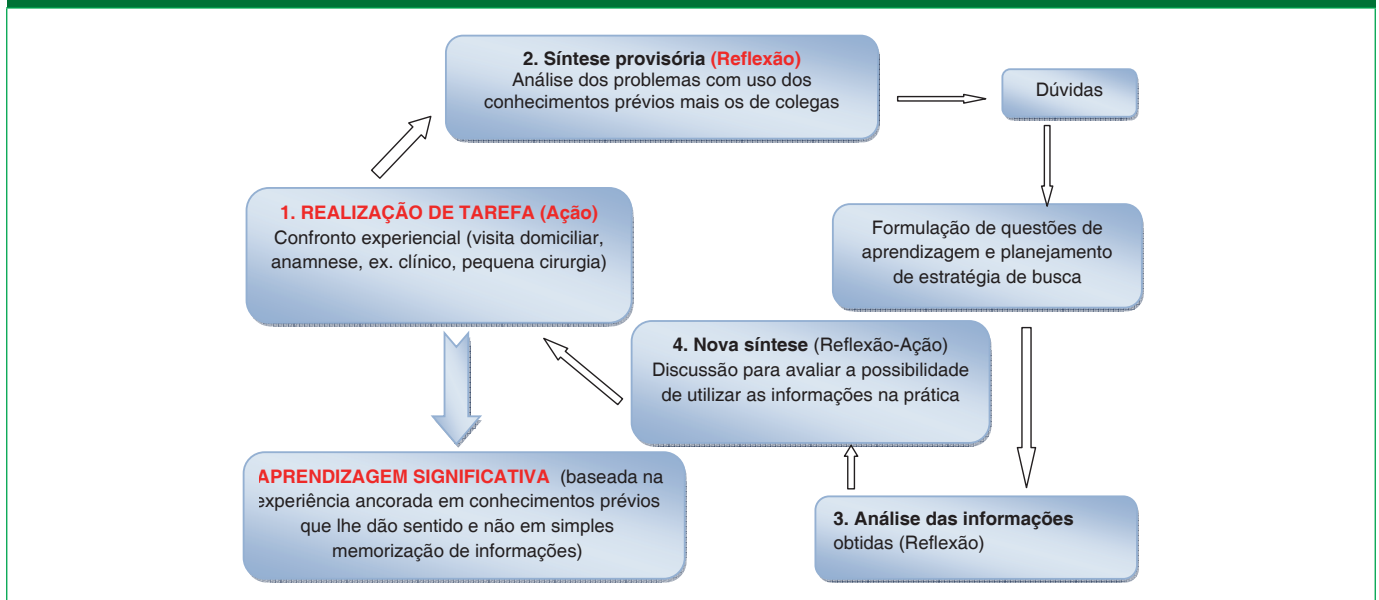 2. Síntese provisória (Reflexão)
Análise dos problemas com uso dos
conhecimentos prévios mais os de colegas
Dúvidas
1. REALIZAÇÃO DE TAREFA (Ação)
Confronto experiencial (visita domiciliar,
anamnese, ex. clínico, pequena cirurgia)
Formulação de questões de
aprendizagem e planejamento
de estratégia de busca
4. Nova síntese (Reflexão-Ação)
Discussão para avaliar a possibilidade
de utilizar as informações na prática
APRENDIZAGEM SIGNIFICATIVA (baseada na
experiência ancorada em conhecimentos prévios
que lhe dão sentido e não em simples
memorização de informações)
3. Análise das informações
obtidas (Reflexão)